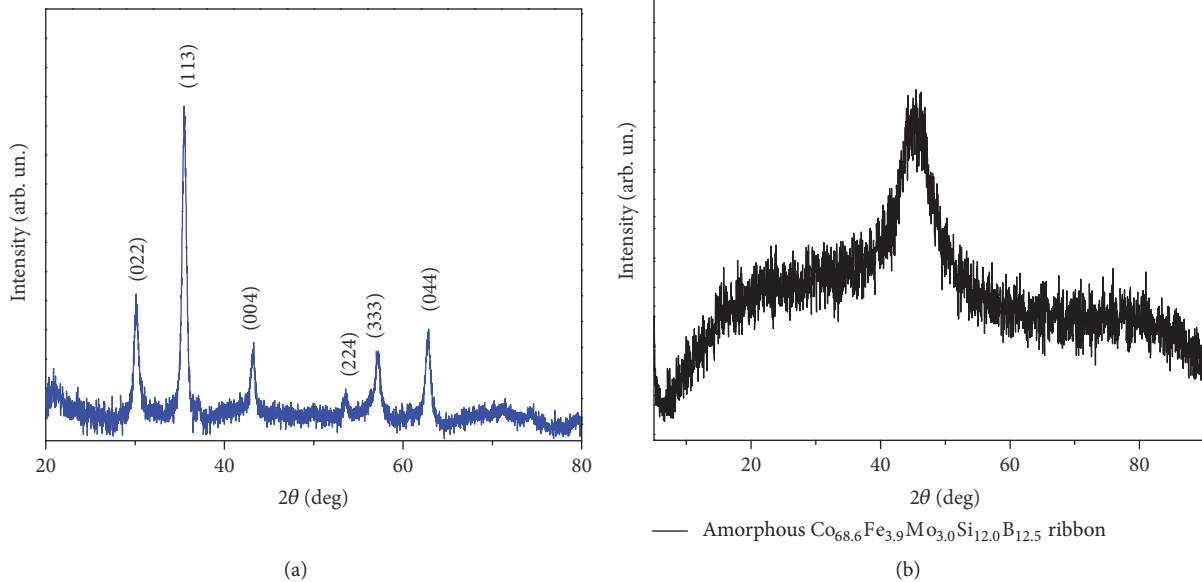 Intensity (arb. un.)
(022)
(113)
(004)
(224)
(333)
(044)
20
40
60
80
2θ (deg)
(a)
Intensity (arb. un.)
20
40
60
80
2θ (deg)
Amorphous Co68.6Fe3.9Mo3.0Si12.0B12.5 ribbon
(b)